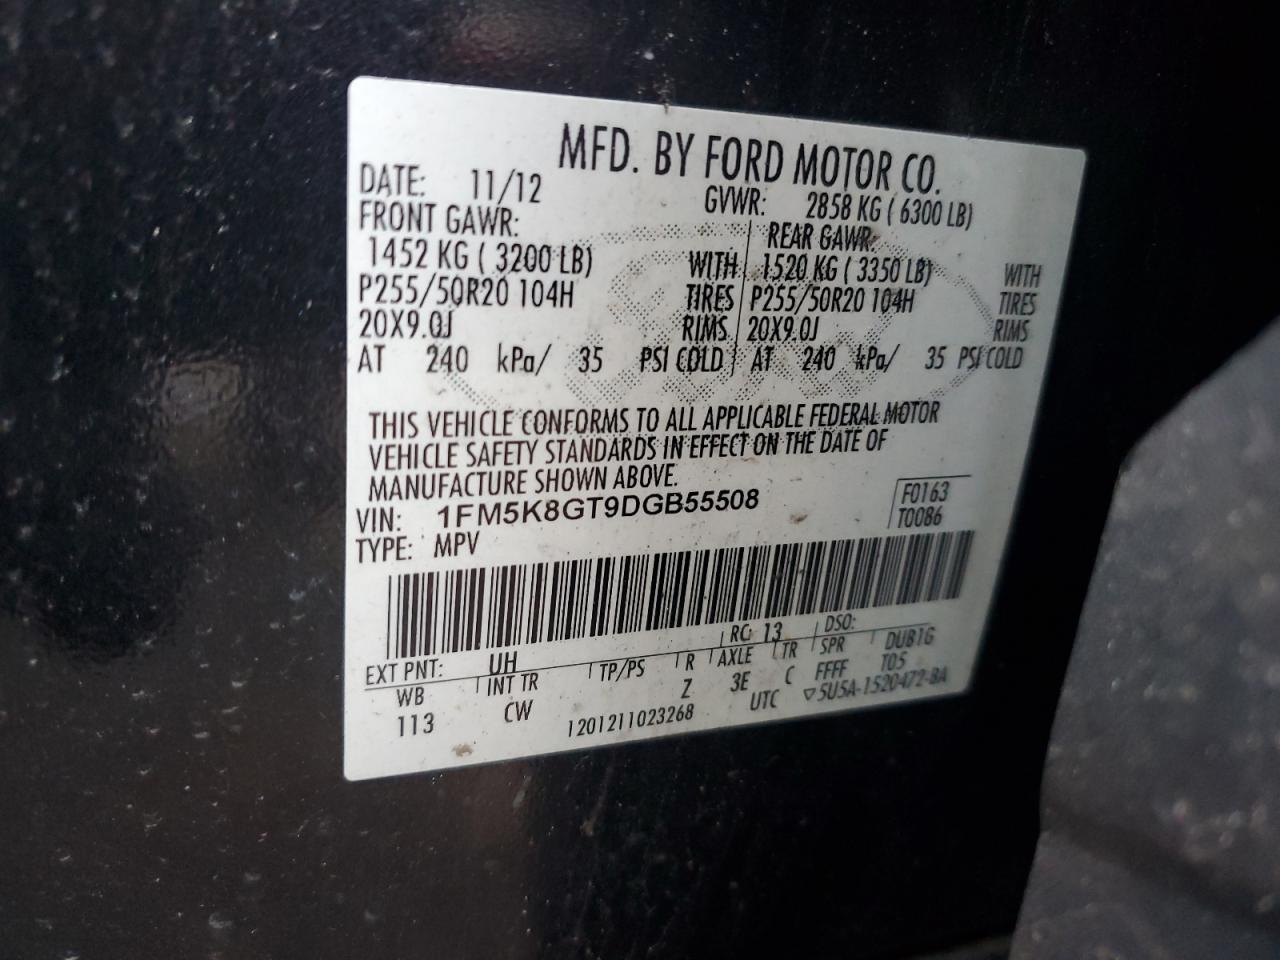 MFD. BY FORD MOTOR CO.
DATE: 11/12 GVWR: 2858 KG ( 6300 LB)
FRONT GAWR: REAR GAWR:
1452 KG ( 3200 LB) WITH 1520 KG ( 3350 LB) WITH
P255/50R20 104H TIRES P255/50R20 104H TIRES
20X9.0J RIMS 20X9.0J RIMS
AT 240 kPa/ 35 PSI COLD AT 240 kPa/ 35 PSI COLD
THIS VEHICLE CONFORMS TO ALL APPLICABLE FEDERAL MOTOR
VEHICLE SAFETY STANDARDS IN EFFECT ON THE DATE OF
MANUFACTURE SHOWN ABOVE.
VIN: 1FM5K8GT9DGB55508 F0163
TYPE: MPV T0086
EXT PNT: UH RC 13 DSO:
WB INT TR TP/PS R AXLE TR SPR DUB1G
113 CW Z 3E C FFFF T05
1201211023268 UTC ▽5U5A-1520472-BA